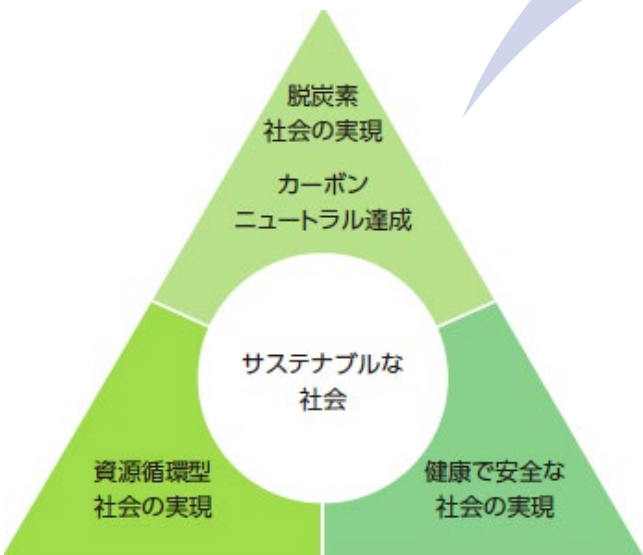 脱炭素
社会の実現
カーボン
ニュートラル達成
サステナブルな
社会
資源循環型
社会の実現
健康で安全な
社会の実現